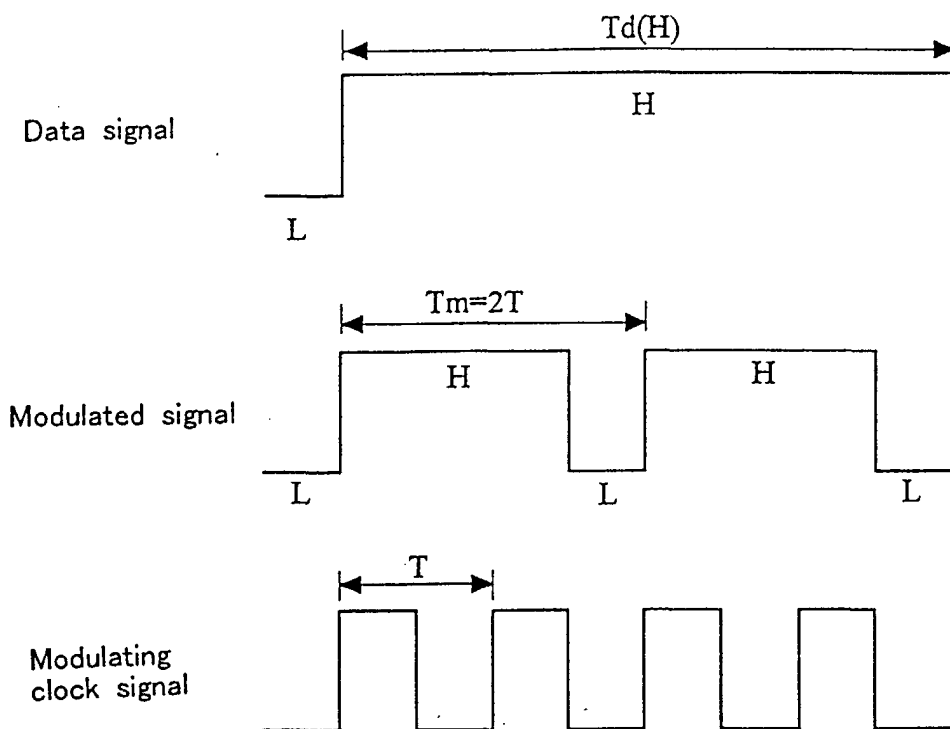 Td(H)
H
Data signal
L
Tm=2T
H
H
Modulated signal
L
L
L
T
Modulating
clock signal